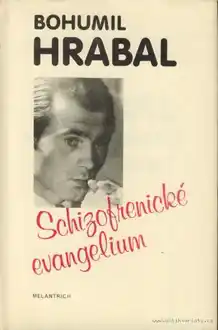 BOHUMIL
HRABAL
Schizofrenické
evangelium
MELANTRICH